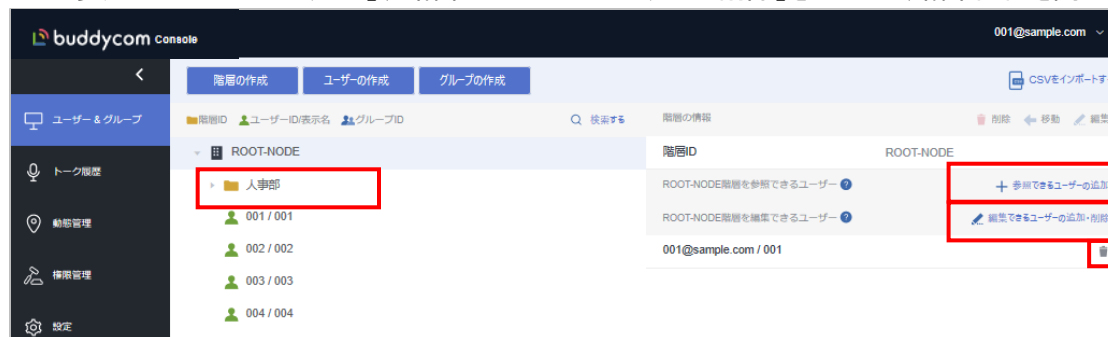 buddycom Console
001@sample.com
階層の作成
ユーザーの作成
グループの作成
CSVをインポートす
ユーザー & グループ
階層ID ユーザーID/表示名 グループID
検索する
階層の情報
削除 移動 編集
ROOT-NODE
階層ID
ROOT-NODE
トーク履歴
人事部
ROOT-NODE階層を参照できるユーザー
参照できるユーザーの追加
001 / 001
ROOT-NODE階層を編集できるユーザー
編集できるユーザーの追加・削除
動態管理
002 / 002
001@sample.com / 001
権限管理
003 / 003
004 / 004
設定